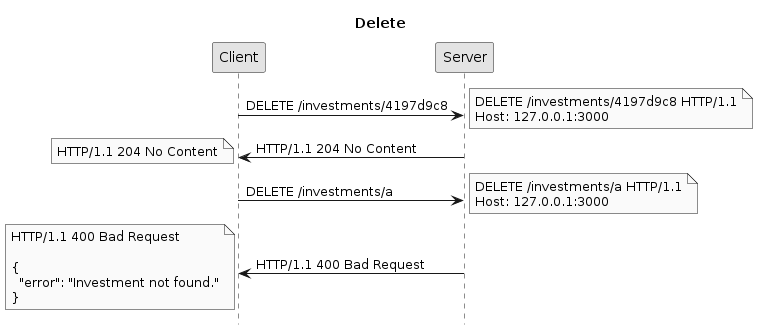 Delete
Client
Server
DELETE /investments/4197d9c8
DELETE /investments/4197d9c8 HTTP/1.1
Host: 127.0.0.1:3000
HTTP/1.1 204 No Content
HTTP/1.1 204 No Content
DELETE /investments/a
DELETE /investments/a HTTP/1.1
Host: 127.0.0.1:3000
HTTP/1.1 400 Bad Request
{
"error": "Investment not found."
}
HTTP/1.1 400 Bad Request